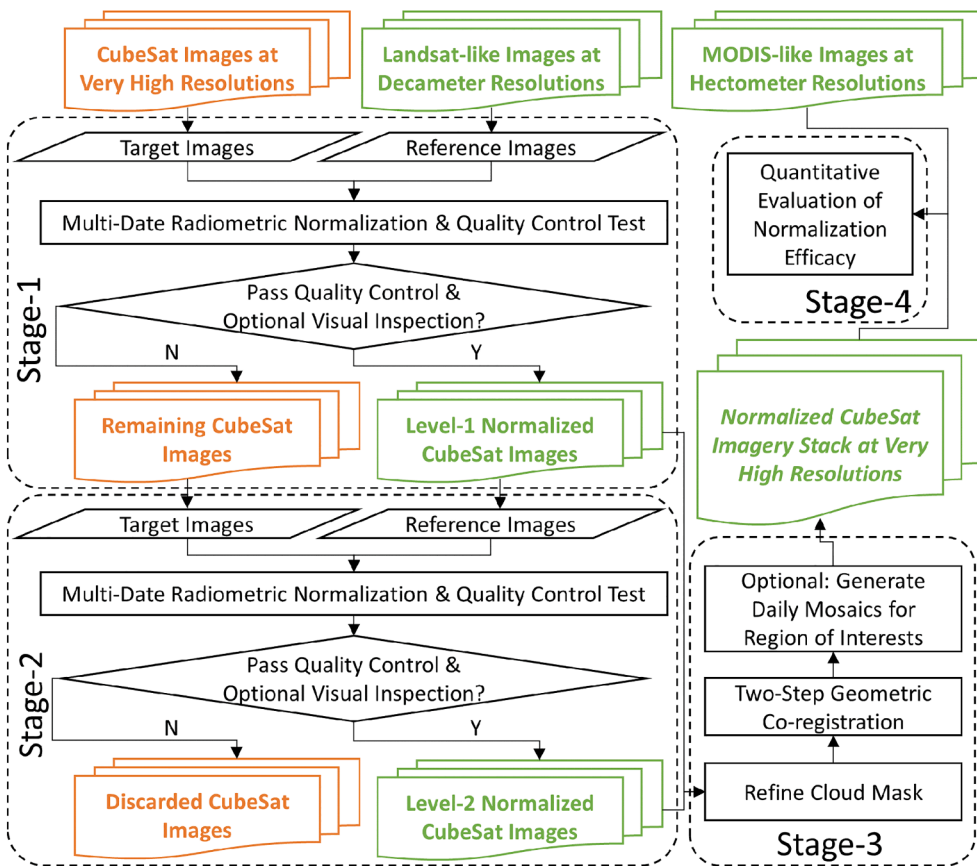 CubeSat Images at
Very High Resolutions
Landsat-like Images at
Decameter Resolutions
MODIS-like Images at
Hectometer Resolutions
Stage-1
Target Images
Reference Images
Multi-Date Radiometric Normalization & Quality Control Test
Pass Quality Control &
Optional Visual Inspection?
N
Y
Remaining CubeSat
Images
Level-1 Normalized
CubeSat Images
Stage-2
Target Images
Reference Images
Multi-Date Radiometric Normalization & Quality Control Test
Pass Quality Control &
Optional Visual Inspection?
N
Y
Discarded CubeSat
Images
Level-2 Normalized
CubeSat Images
Quantitative
Evaluation of
Normalization
Efficacy
Stage-4
Normalized CubeSat
Imagery Stack at Very
High Resolutions
Optional: Generate
Daily Mosaics for
Region of Interests
Two-Step Geometric
Co-registration
Refine Cloud Mask
Stage-3